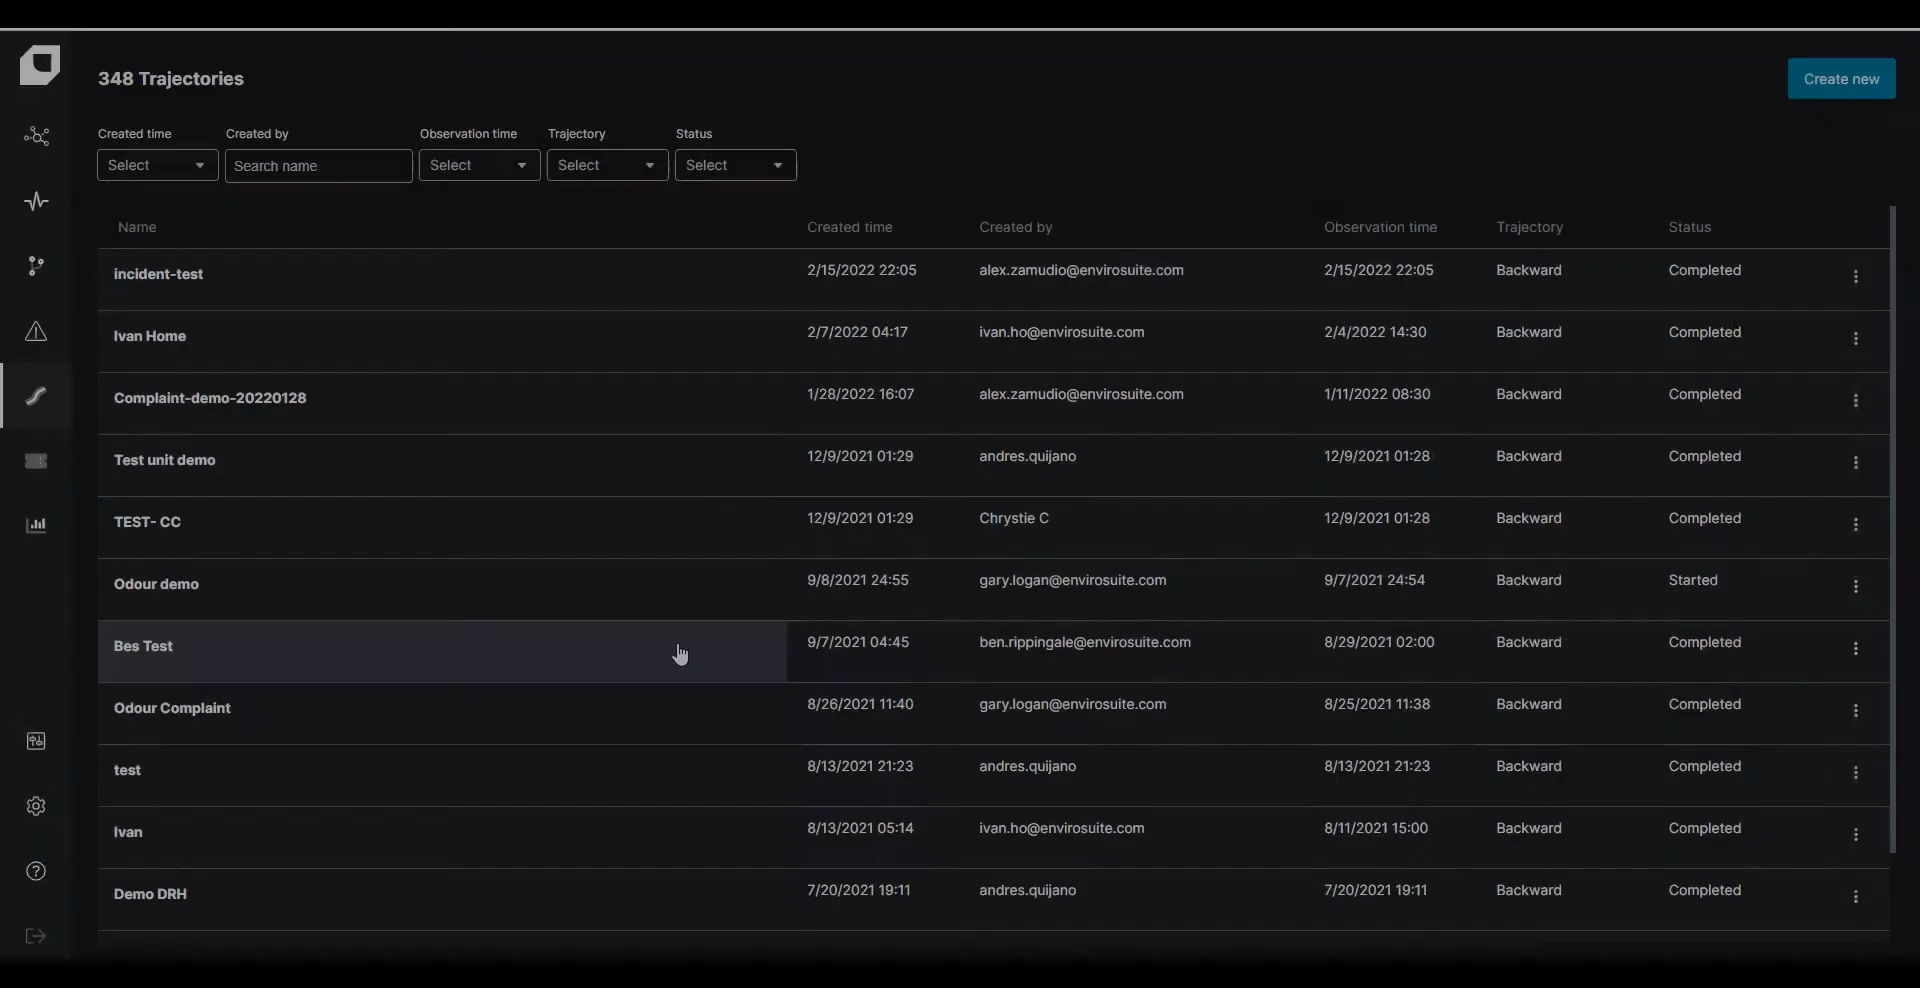 348 Trajectories
Create new
Created time Created by Observation time Trajectory Status
Select Search name Select Select Select
Name Created time Created by Observation time Trajectory Status
incident-test 2/15/2022 22:05 alex.zamudio@envirosuite.com 2/15/2022 22:05 Backward Completed
Ivan Home 2/7/2022 04:17 ivan.ho@envirosuite.com 2/4/2022 14:30 Backward Completed
Complaint-demo-20220128 1/28/2022 16:07 alex.zamudio@envirosuite.com 1/11/2022 08:30 Backward Completed
Test unit demo 12/9/2021 01:29 andres.quijano 12/9/2021 01:28 Backward Completed
TEST- CC 12/9/2021 01:29 Chrystie C 12/9/2021 01:28 Backward Completed
Odour demo 9/8/2021 24:55 gary.logan@envirosuite.com 9/7/2021 24:54 Backward Started
Bes Test 9/7/2021 04:45 ben.rippingale@envirosuite.com 8/29/2021 02:00 Backward Completed
Odour Complaint 8/26/2021 11:40 gary.logan@envirosuite.com 8/25/2021 11:38 Backward Completed
test 8/13/2021 21:23 andres.quijano 8/13/2021 21:23 Backward Completed
Ivan 8/13/2021 05:14 ivan.ho@envirosuite.com 8/11/2021 15:00 Backward Completed
Demo DRH 7/20/2021 19:11 andres.quijano 7/20/2021 19:11 Backward Completed